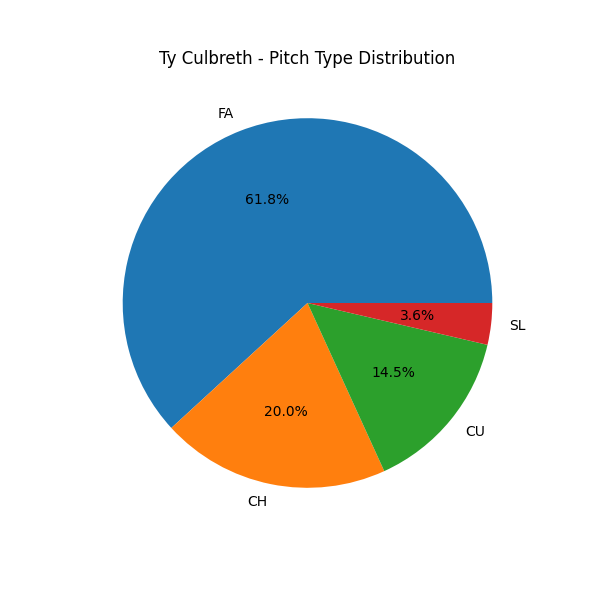 Ty Culbreth - Pitch Type Distribution
FA
61.8%
SL
3.6%
14.5%
20.0%
CU
CH